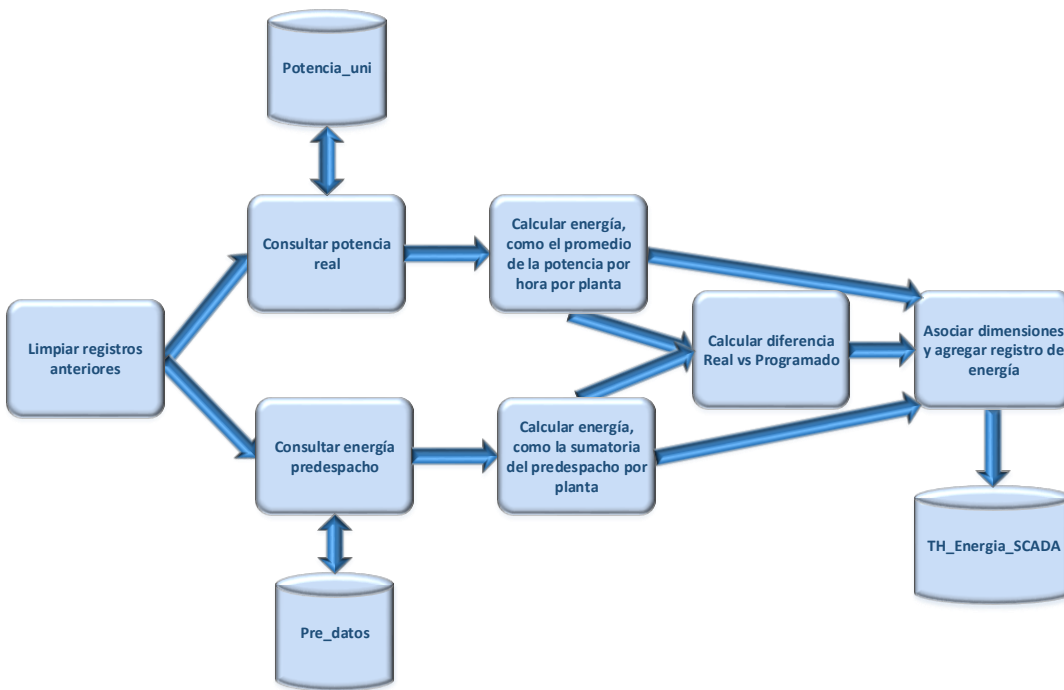 Potencia_uni
Consultar potencia
real
Calcular energía,
como el promedio
de la potencia por
hora por planta
Limpiar registros
anteriores
Calcular diferencia
Real vs Programado
Asociar dimensiones
y agregar registro de
energía
Consultar energía
predespacho
Calcular energía,
como la sumatoria
del predespacho por
planta
TH_Energia_SCADA
Pre_datos